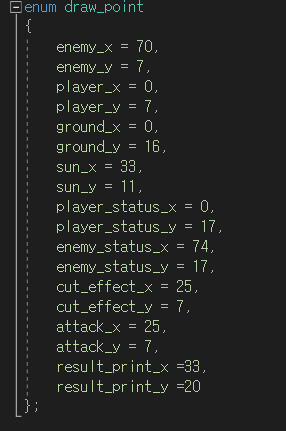 enum draw_point
{
enemy_x = 70,
enemy_y = 7,
player_x = 0,
player_y = 7,
ground_x = 0,
ground_y = 16,
sun_x = 33,
sun_y = 11,
player_status_x = 0,
player_status_y = 17,
enemy_status_x = 74,
enemy_status_y = 17,
cut_effect_x = 25,
cut_effect_y = 7,
attack_x = 25,
attack_y = 7,
result_print_x =33,
result_print_y =20
};